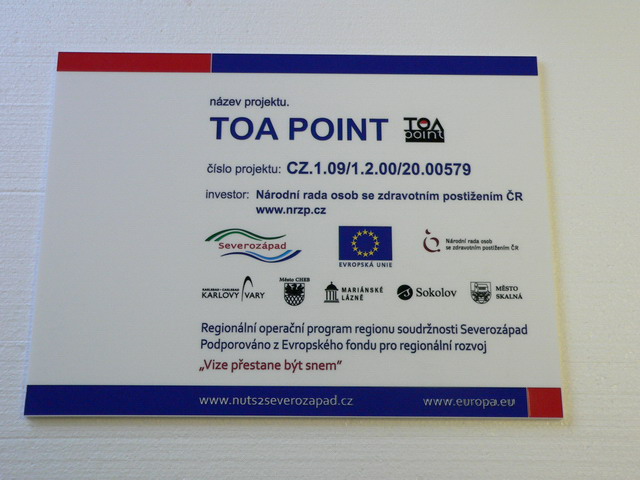 název projektu.
TOA POINT
TOA
point
číslo projektu: CZ.1.09/1.2.00/20.00579
investor: Národní rada osob se zdravotním postižením ČR
www.nrzp.cz
Severozápad
EVROPSKÁ UNIE
Národní rada osob
se zdravotním postižením ČR
KARLSBAD • CARLSBAD
KARLOVY VARY
Město CHEB
MARIÁNSKÉ
LÁZNĚ
Sokolov
MĚSTO
SKALNÁ
Regionální operační program regionu soudržnosti Severozápad
Podporováno z Evropského fondu pro regionální rozvoj
„Vize přestane být snem“
www.nuts2severozapad.cz www.europa.eu